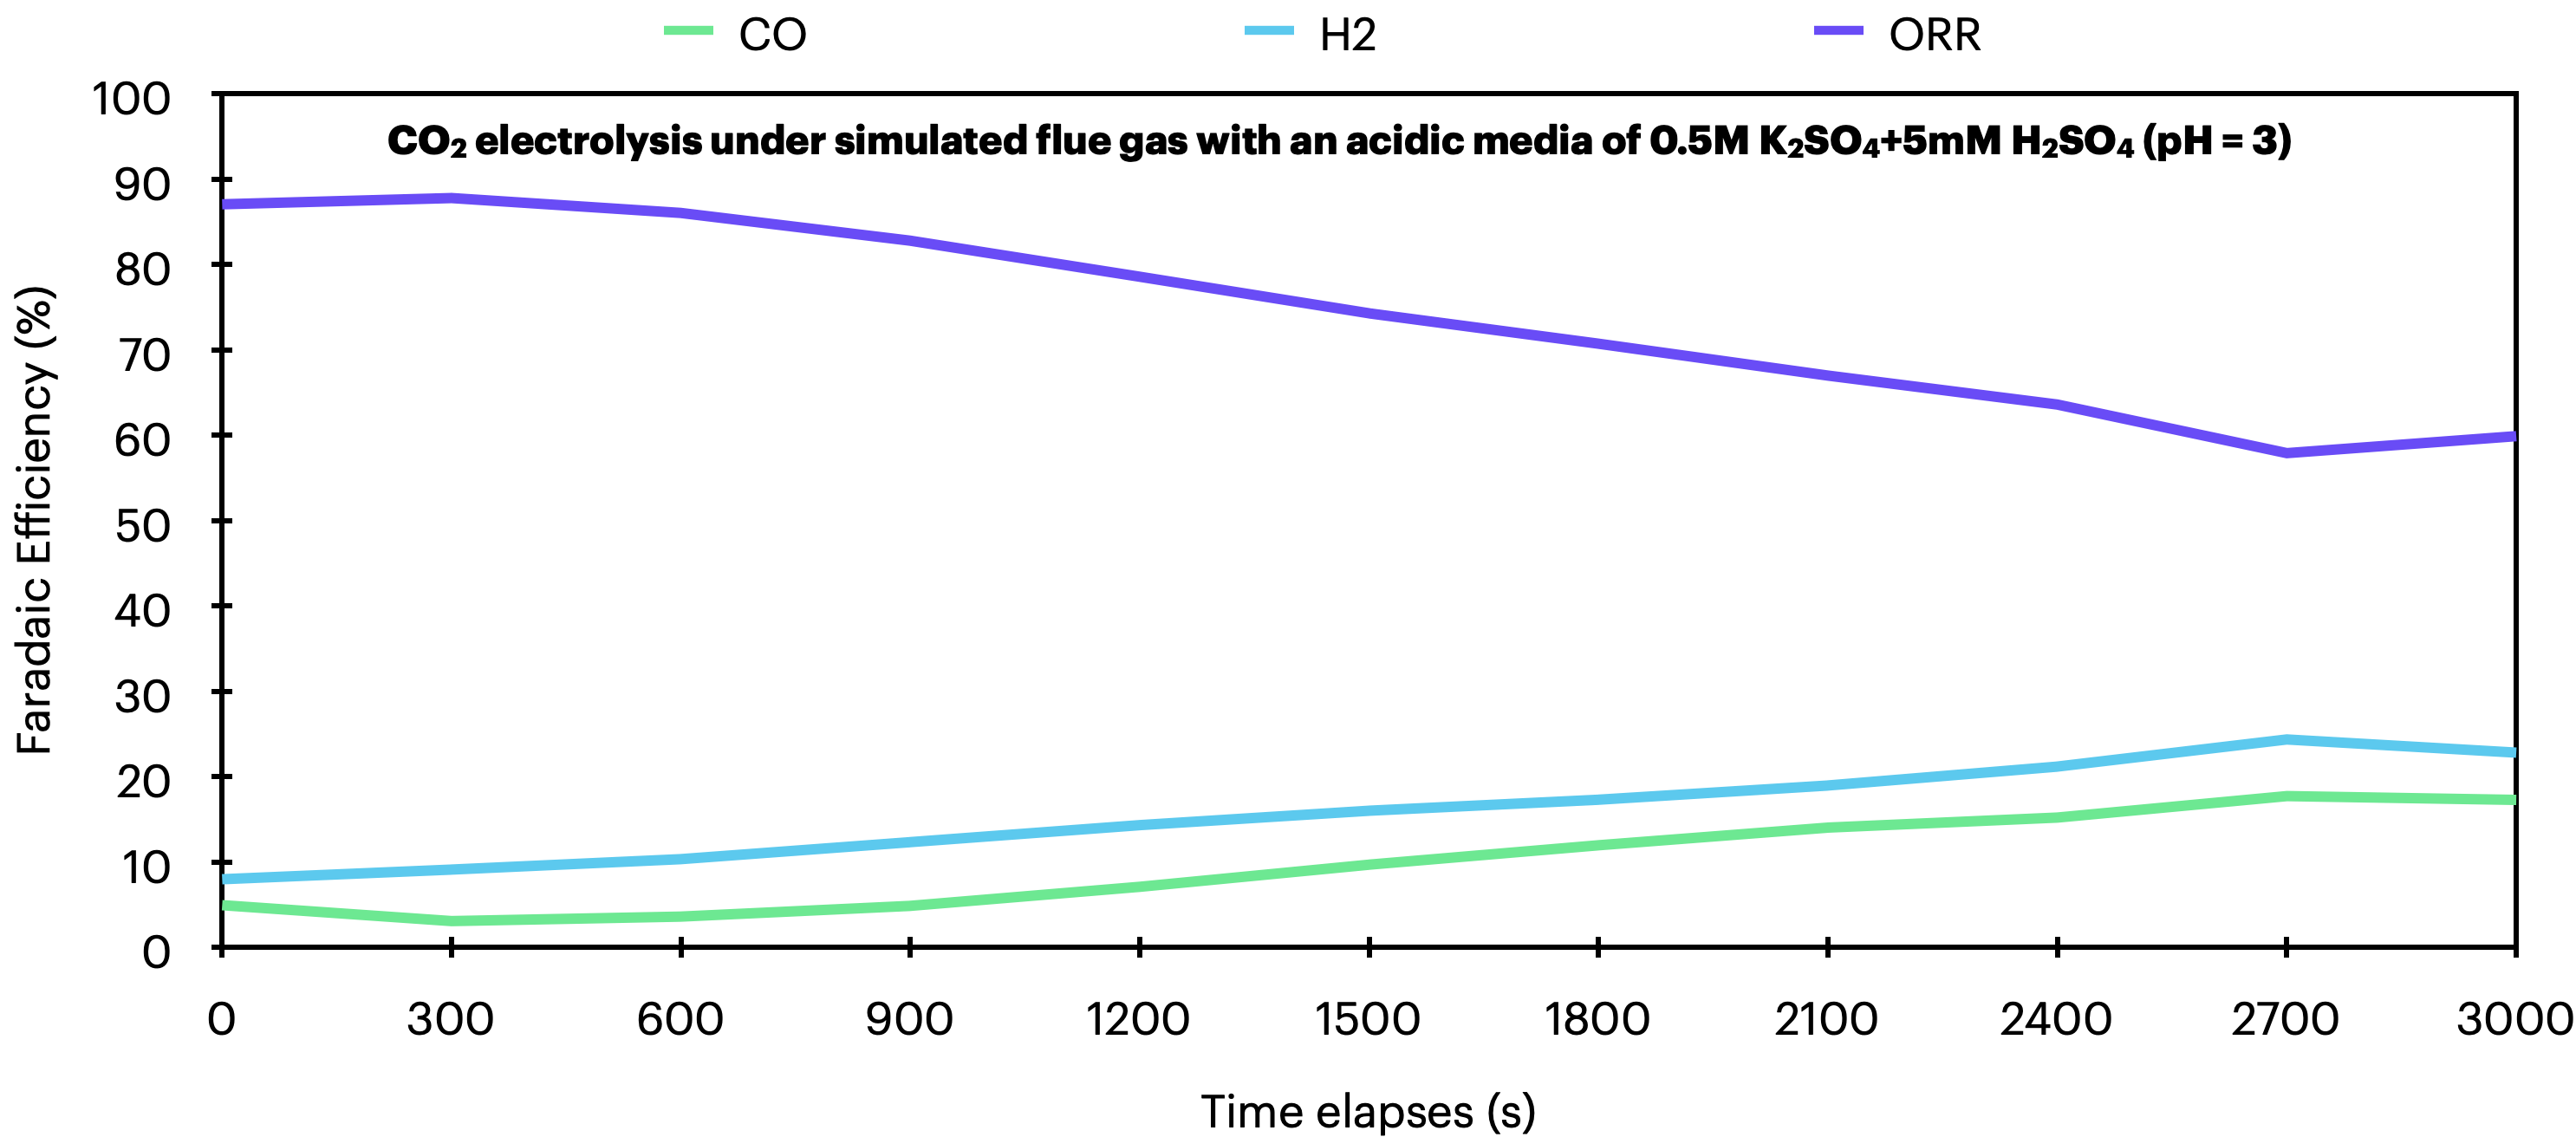 CO H2 ORR
CO₂ electrolysis under simulated flue gas with an acidic media of 0.5M K₂SO₄+5mM H₂SO₄ (pH = 3)
Faradaic Efficiency (%)
100
90
80
70
60
50
40
30
20
10
0
0 300 600 900 1200 1500 1800 2100 2400 2700 3000
Time elapses (s)